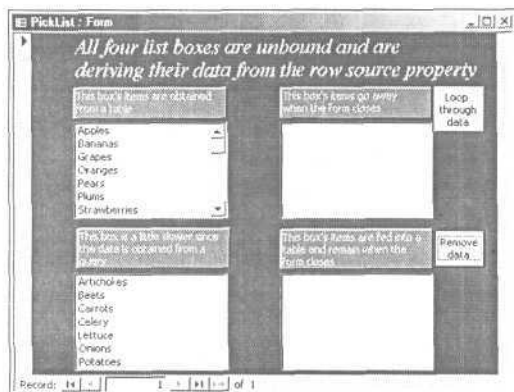 PickList : Form
All four list boxes are unbound and are
deriving their data from the row source property
This box's items are obtained
from a table
This box's items go away
when the form closes
Loop
through
data
Apples
Bananas
Grapes
Oranges
Pears
Plums
Strawberries
This box is a little slower since
the data is obtained from a
query
This box's items are fed into a
table and remain when the
form closes
Remove
data
Artichokes
Beets
Carrots
Celery
Lettuce
Onions
Potatoes
Record: 1 of 1